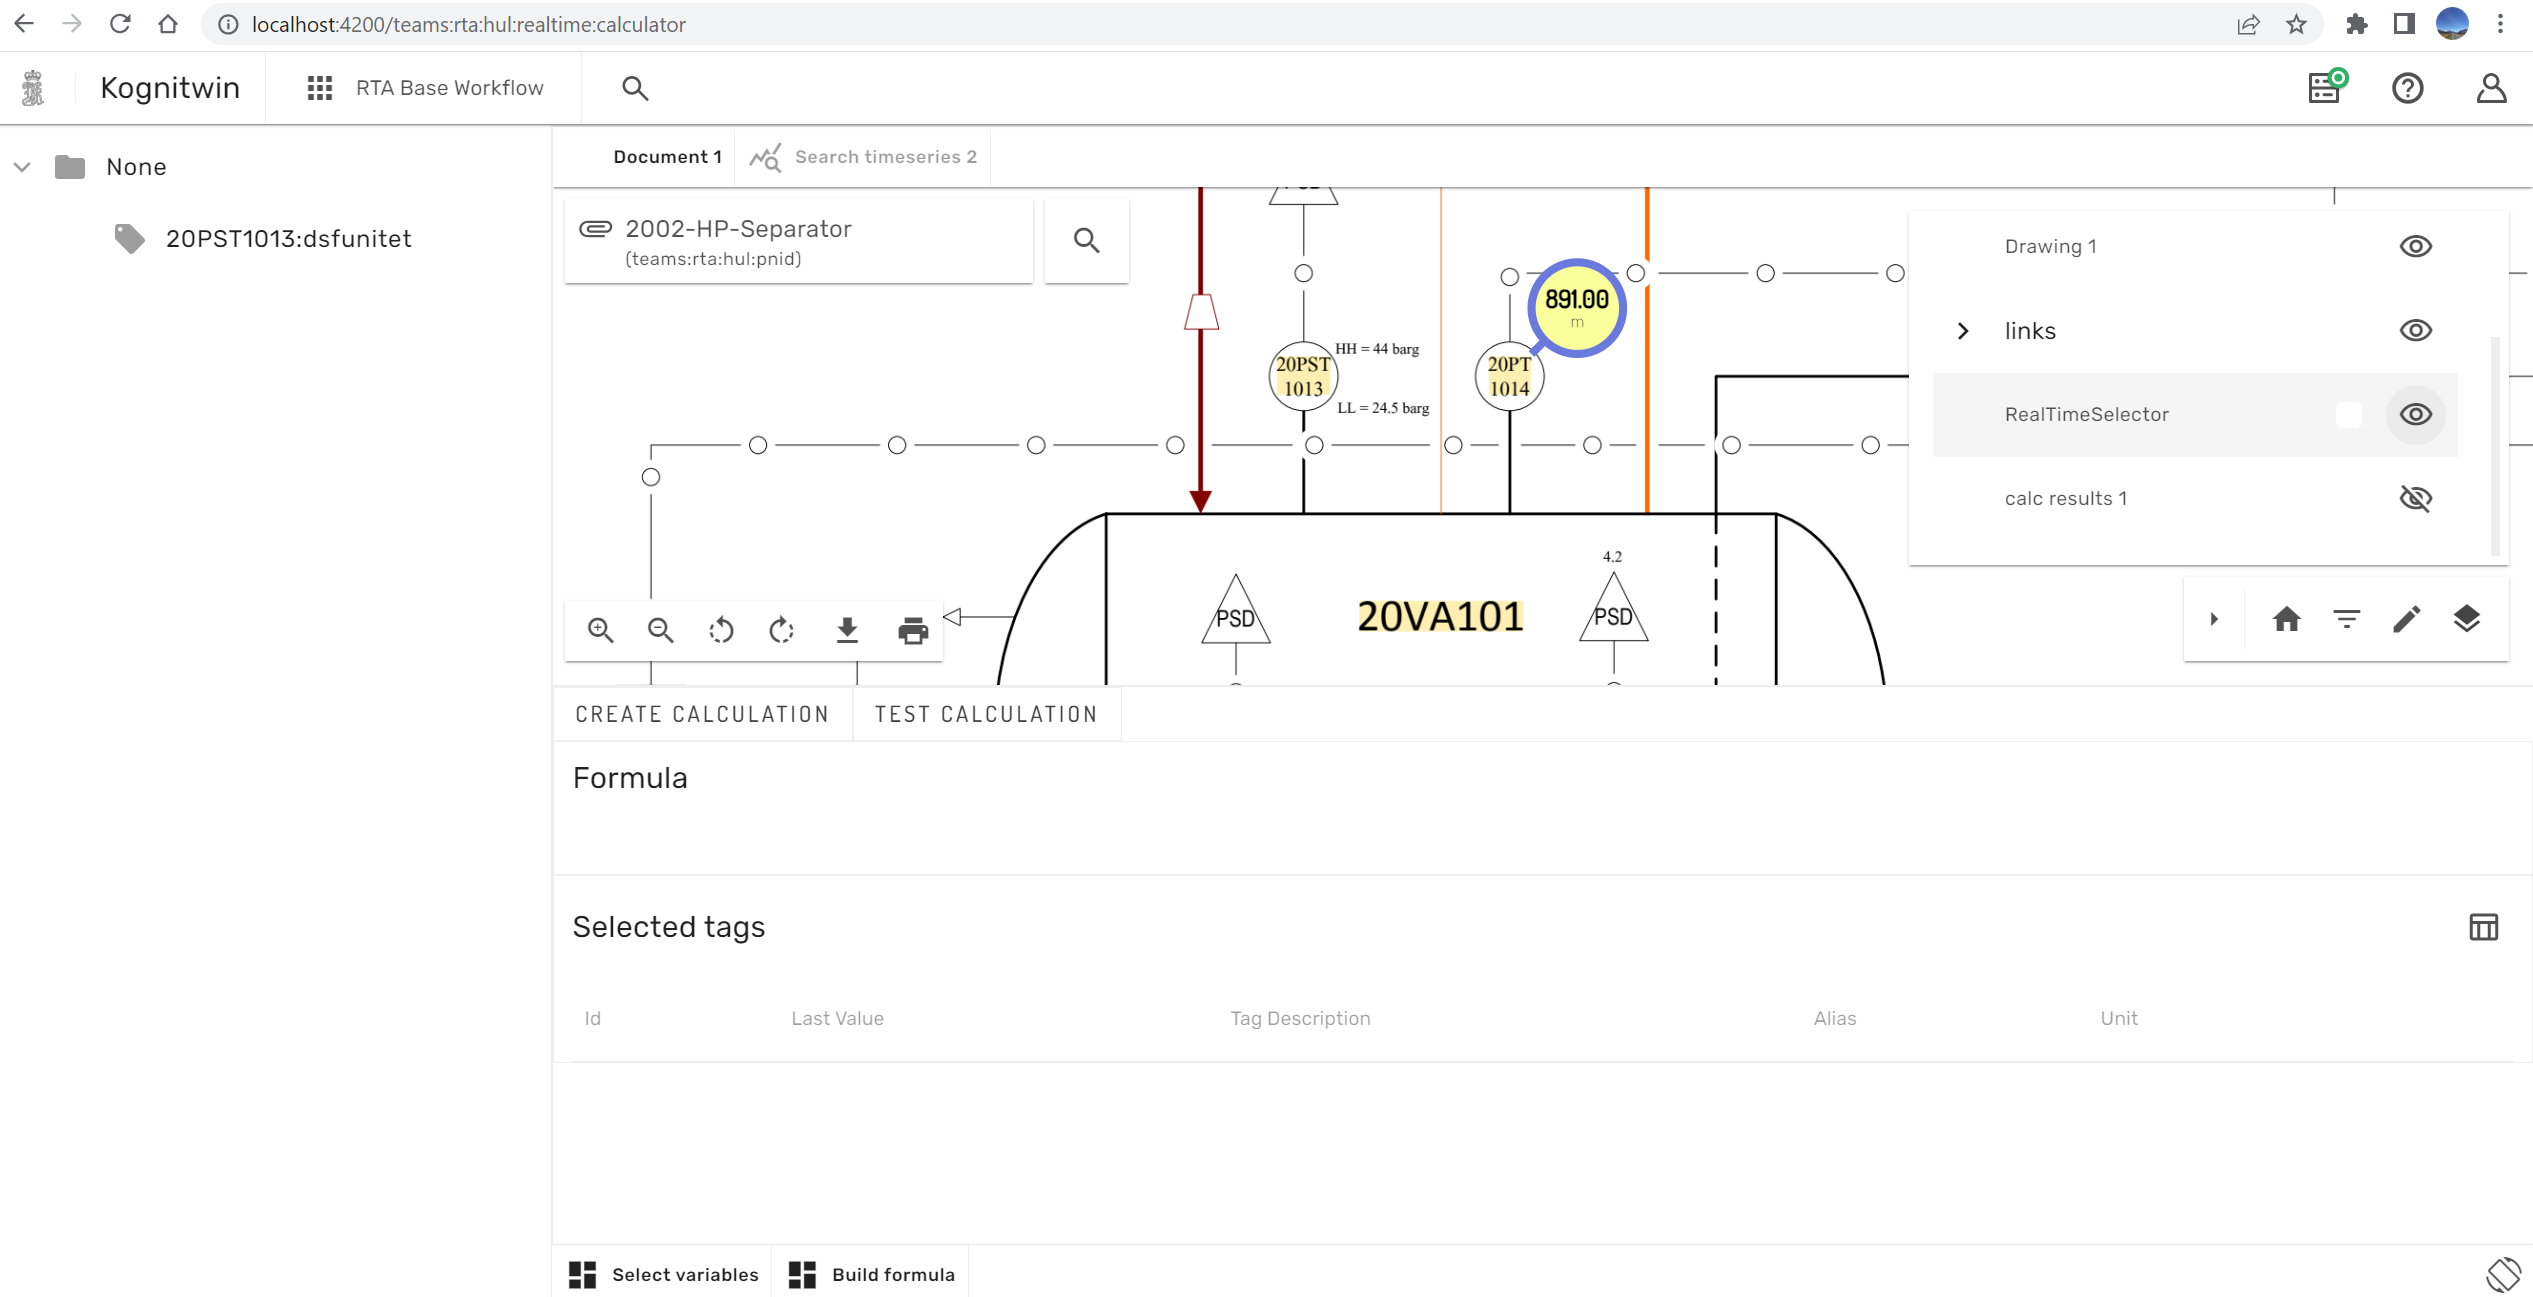 localhost:4200/teams:rta:hul:realtime:calculator
Kognitwin
RTA Base Workflow
None
20PST1013:dsfunitet
Document 1
Search timeseries 2
2002-HP-Separator
(teams:rta:hul:pnid)
891.00
m
HH = 44 barg
20PST
1013
20PT
1014
LL = 24.5 barg
Drawing 1
links
RealTimeSelector
calc results 1
4.2
PSD
20VA101
PSD
CREATE CALCULATION
TEST CALCULATION
Formula
Selected tags
Id
Last Value
Tag Description
Alias
Unit
Select variables
Build formula